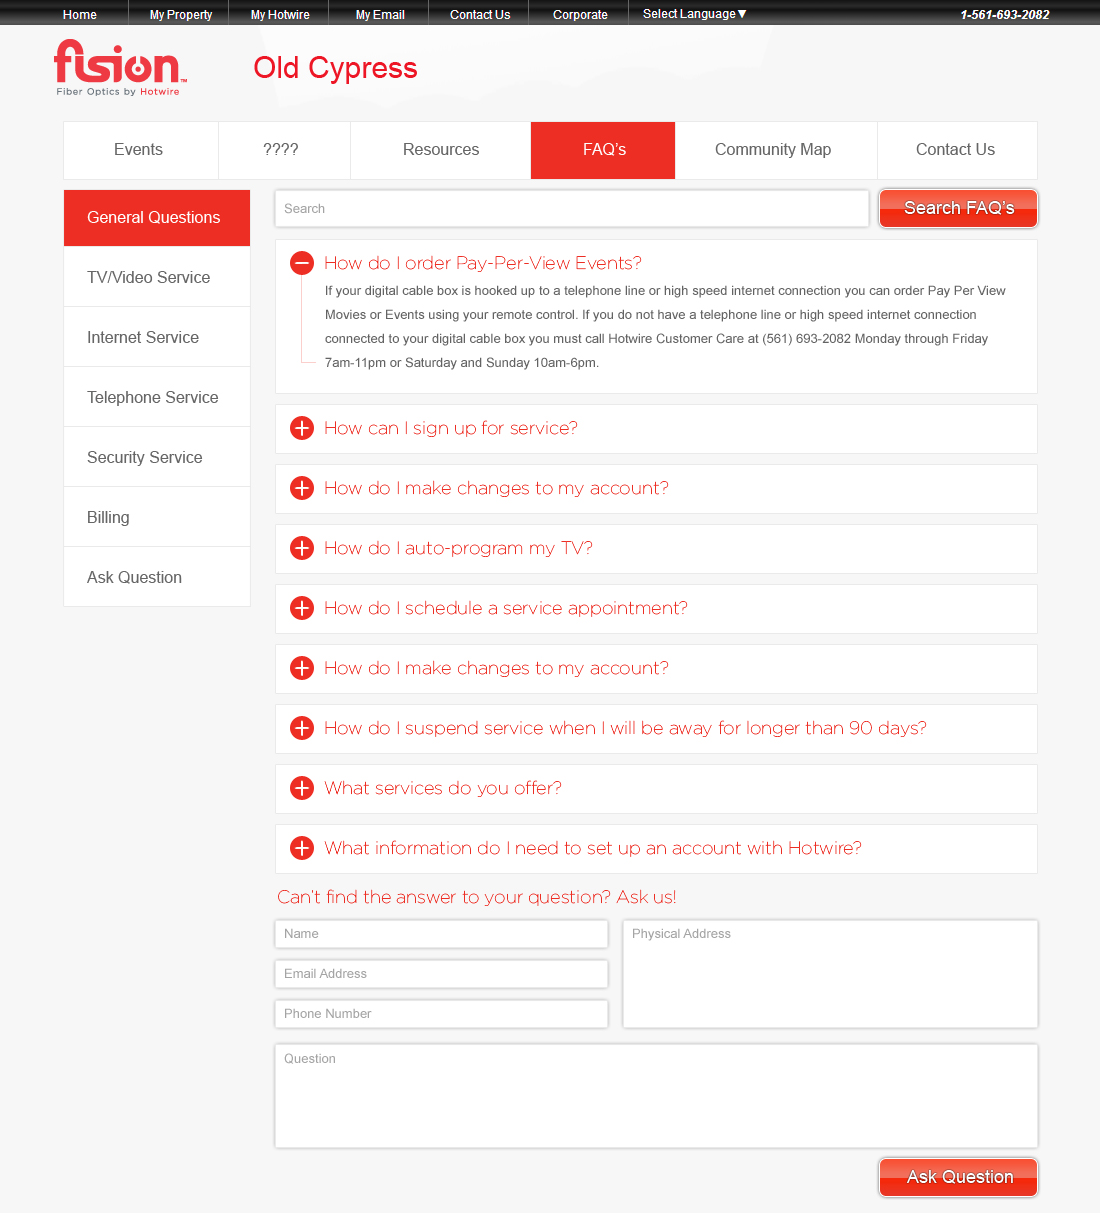 Home My Property My Hotwire My Email Contact Us Corporate Select Language▼ 1-561-693-2082
fision™
Fiber Optics by Hotwire
Old Cypress
Events ???? Resources FAQ's Community Map Contact Us
General Questions
TV/Video Service
Internet Service
Telephone Service
Security Service
Billing
Ask Question
Search Search FAQ's
How do I order Pay-Per-View Events?
If your digital cable box is hooked up to a telephone line or high speed internet connection you can order Pay Per View
Movies or Events using your remote control. If you do not have a telephone line or high speed internet connection
connected to your digital cable box you must call Hotwire Customer Care at (561) 693-2082 Monday through Friday
7am-11pm or Saturday and Sunday 10am-6pm.
How can I sign up for service?
How do I make changes to my account?
How do I auto-program my TV?
How do I schedule a service appointment?
How do I make changes to my account?
How do I suspend service when I will be away for longer than 90 days?
What services do you offer?
What information do I need to set up an account with Hotwire?
Can't find the answer to your question? Ask us!
Name
Email Address
Phone Number
Physical Address
Question
Ask Question